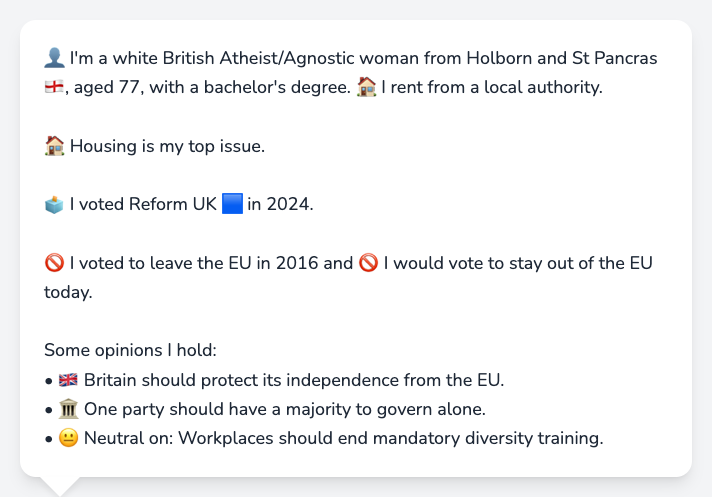 👤 I'm a white British Atheist/Agnostic woman from Holborn and St Pancras
🏴󠁧󠁢󠁥󠁮󠁧󠁿, aged 77, with a bachelor's degree. 🏠 I rent from a local authority.
🏠 Housing is my top issue.
🗳️ I voted Reform UK 🟦 in 2024.
🚫 I voted to leave the EU in 2016 and 🚫 I would vote to stay out of the EU
today.
Some opinions I hold:
• 🇬🇧 Britain should protect its independence from the EU.
• 🏛️ One party should have a majority to govern alone.
• 😐 Neutral on: Workplaces should end mandatory diversity training.